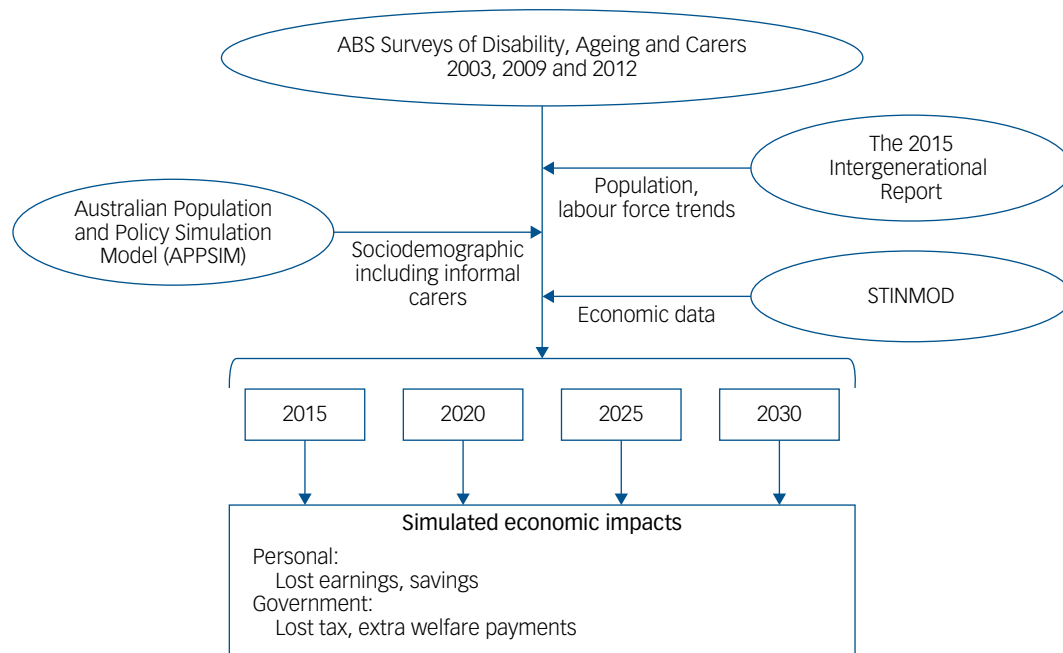 ABS Surveys of Disability, Ageing and Carers
2003, 2009 and 2012
The 2015
Intergenerational
Report
Population,
labour force trends
Australian Population
and Policy Simulation
Model (APPSIM)
Sociodemographic
including informal
carers
STINMOD
Economic data
2015
2020
2025
2030
Simulated economic impacts
Personal:
Lost earnings, savings
Government:
Lost tax, extra welfare payments